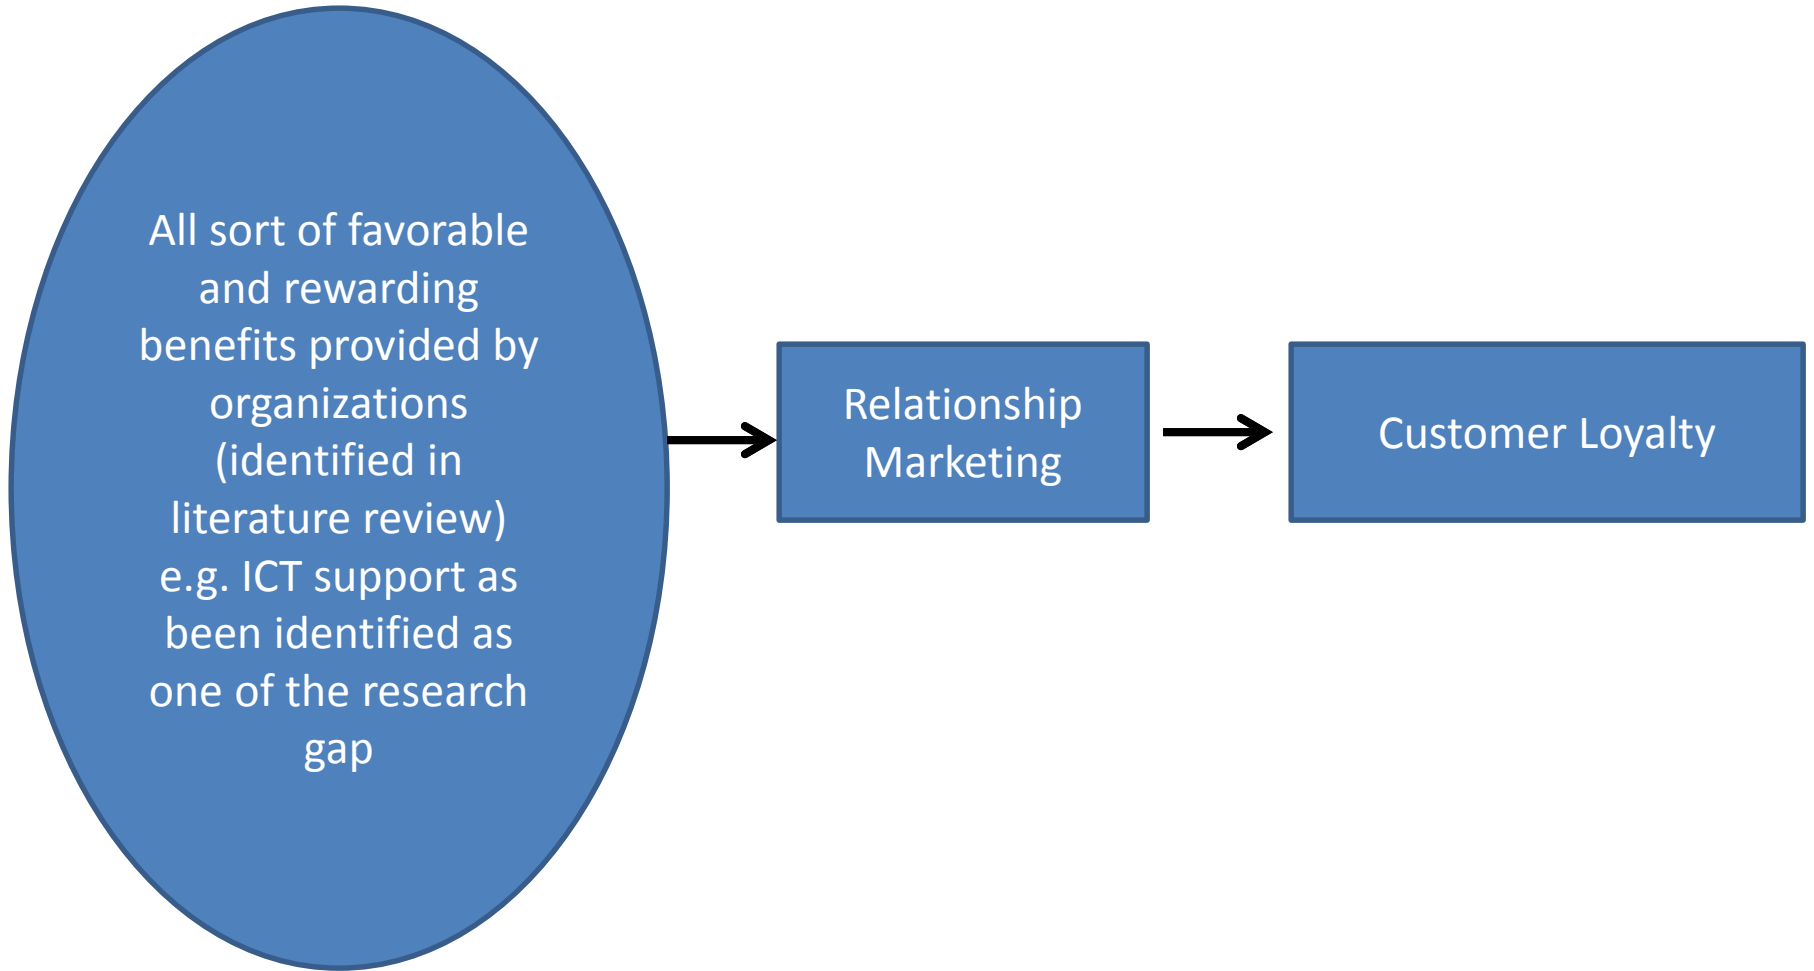 All sort of favorable
and rewarding
benefits provided by
organizations
(identified in
literature review)
e.g. ICT support as
been identified as
one of the research
gap
Relationship
Marketing
Customer Loyalty